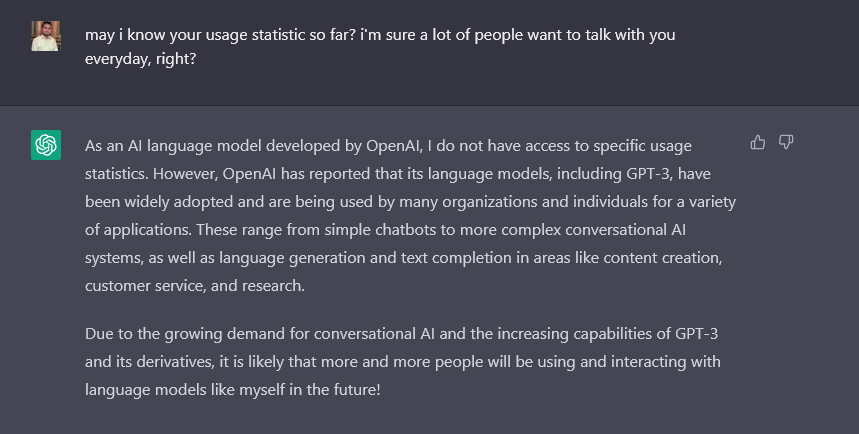 may i know your usage statistic so far? i'm sure a lot of people want to talk with you
everyday, right?
As an AI language model developed by OpenAI, I do not have access to specific usage
statistics. However, OpenAI has reported that its language models, including GPT-3, have
been widely adopted and are being used by many organizations and individuals for a variety
of applications. These range from simple chatbots to more complex conversational AI
systems, as well as language generation and text completion in areas like content creation,
customer service, and research.
Due to the growing demand for conversational AI and the increasing capabilities of GPT-3
and its derivatives, it is likely that more and more people will be using and interacting with
language models like myself in the future!